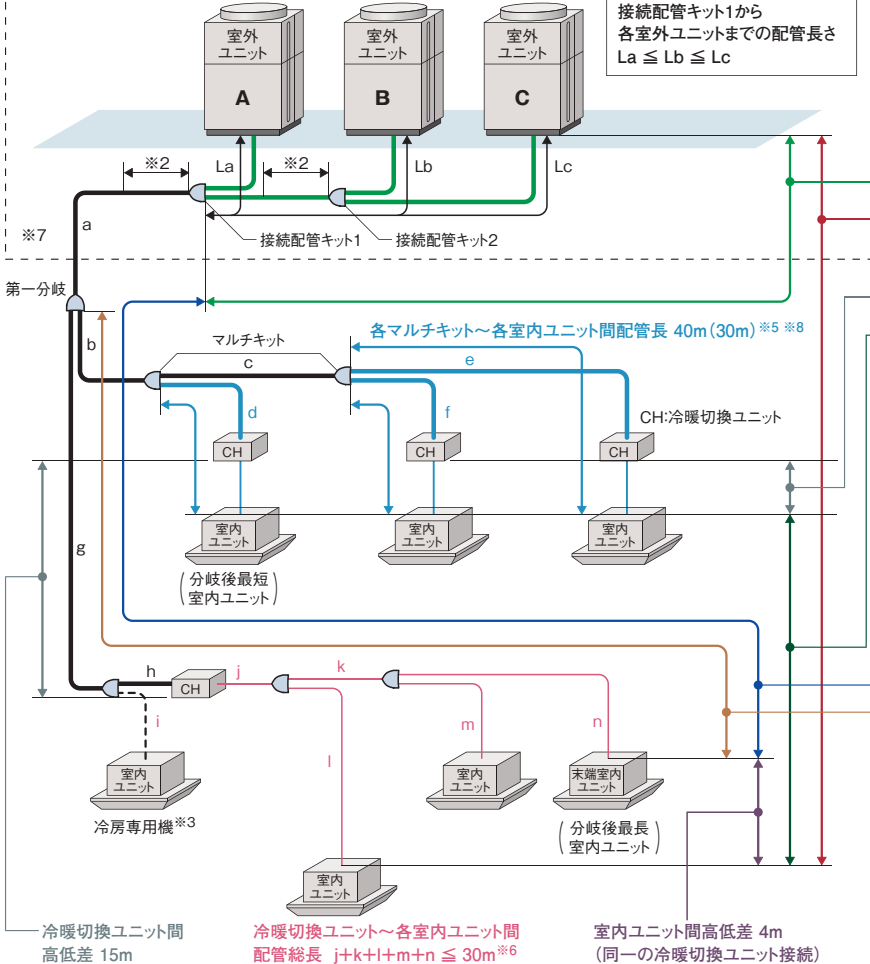 接続配管キット1から
各室外ユニットまでの配管長さ
La ≦ Lb ≦ Lc
室外
ユニット
A
室外
ユニット
B
室外
ユニット
C
※2
La
※2
Lb
Lc
a
※7
接続配管キット1
接続配管キット2
第一分岐
b
マルチキット
c
各マルチキット～各室内ユニット間配管長 40m(30m)※5 ※8
e
d
f
CH:冷暖切換ユニット
CH
CH
CH
室内
ユニット
室内
ユニット
室内
ユニット
g
(分岐後最短
室内ユニット)
h
CH
j
k
i
l
m
n
室内
ユニット
冷房専用機※3
室内
ユニット
末端室内
ユニット
(分岐後最長
室内ユニット)
室内
ユニット
冷暖切換ユニット間
高低差 15m
冷暖切換ユニット～各室内ユニット間
配管総長 j+k+l+m+n ≦ 30m※6
室内ユニット間高低差 4m
(同一の冷暖切換ユニット接続)